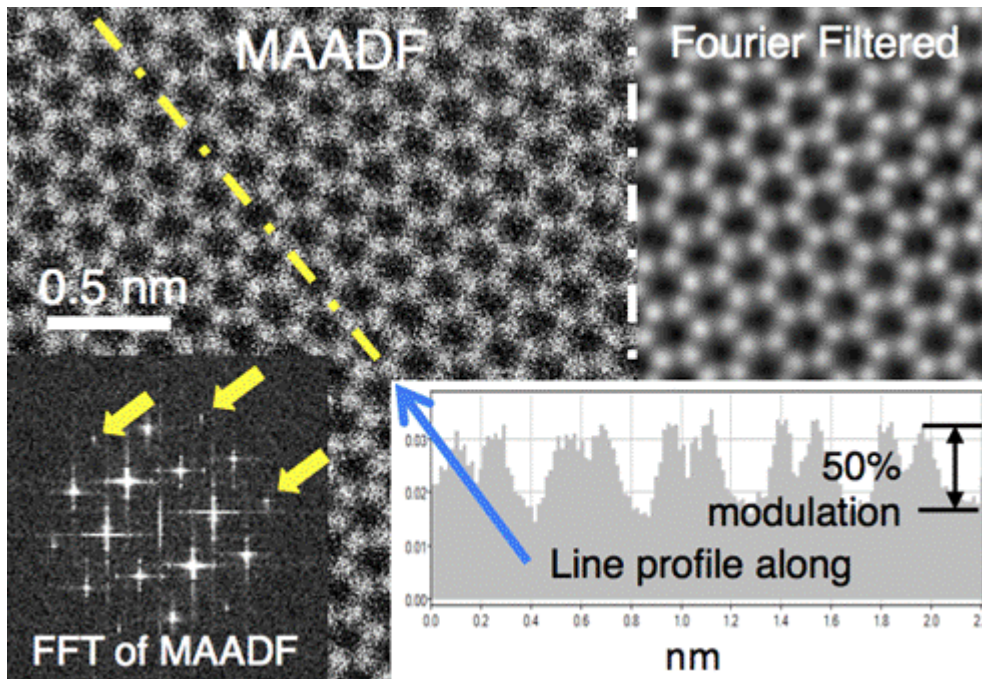 MAADF
Fourier Filtered
0.5 nm
FFT of MAADF
0.03
0.02
0.01
0.00
50%
modulation
Line profile along
0.0 0.2 0.4 0.6 0.8 1.0 1.2 1.4 1.6 1.8 2.0
nm